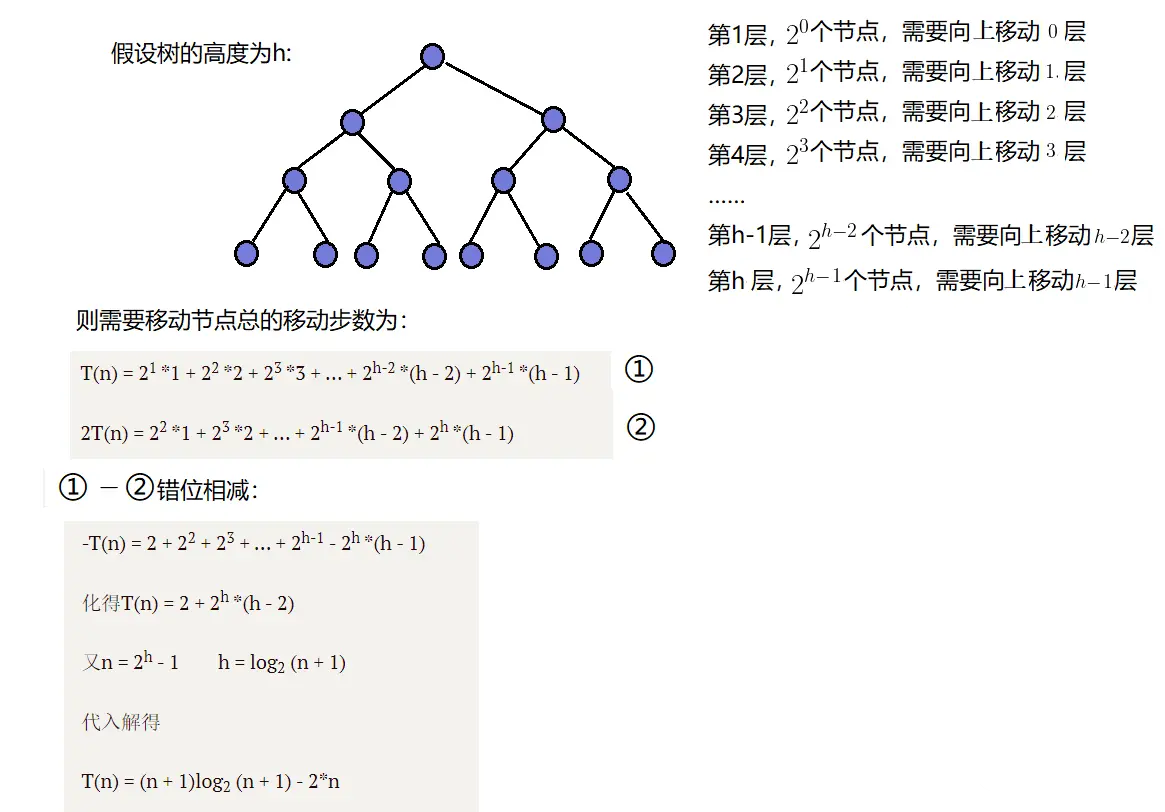 假设树的高度为h:
第1层，2^0个节点，需要向上移动 0 层
第2层，2^1个节点，需要向上移动 1. 层
第3层，2^2个节点，需要向上移动 2 层
第4层，2^3个节点，需要向上移动 3 层
......
第h-1层，2^{h-2}个节点，需要向上移动h-2层
第h 层，2^{h-1}个节点，需要向上移动h-1层
则需要移动节点总的移动步数为：
T(n) = 2^1 *1 + 2^2 *2 + 2^3 *3 + ... + 2^{h-2} *(h - 2) + 2^{h-1} *(h - 1) ①
2T(n) = 2^2 *1 + 2^3 *2 + ... + 2^{h-1} *(h - 2) + 2^h *(h - 1) ②
① － ②错位相减：
-T(n) = 2 + 2^2 + 2^3 + ... + 2^{h-1} - 2^h *(h - 1)
化得T(n) = 2 + 2^h *(h - 2)
又n = 2^h - 1 h = log_2 (n + 1)
代入解得
T(n) = (n + 1)log_2 (n + 1) - 2*n